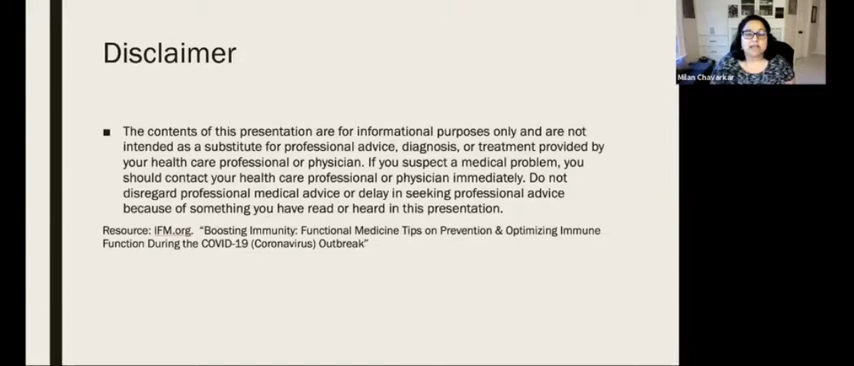 Disclaimer
Milan Chavarkar
■ The contents of this presentation are for informational purposes only and are not
intended as a substitute for professional advice, diagnosis, or treatment provided by
your health care professional or physician. If you suspect a medical problem, you
should contact your health care professional or physician immediately. Do not
disregard professional medical advice or delay in seeking professional advice
because of something you have read or heard in this presentation.
Resource: IFM.org. “Boosting Immunity: Functional Medicine Tips on Prevention & Optimizing Immune
Function During the COVID-19 (Coronavirus) Outbreak”